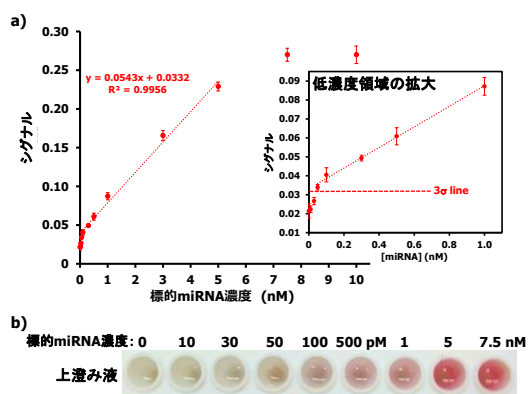 a)
0.30
0.25
0.20
0.15
0.10
0.05
0.00
シグナル
y = 0.0543x + 0.0332
R² = 0.9956
0 1 2 3 4 5 6 7 8 9 10
標的miRNA濃度 (nM)
低濃度領域の拡大
0.09
0.08
0.07
0.06
0.05
0.04
0.03
0.02
0.01
シグナル
3σ line
0.0 0.2 0.4 0.6 0.8 1.0
[miRNA] (nM)
b)
標的miRNA濃度: 0 10 30 50 100 500 pM 1 5 7.5 nM
上澄み液